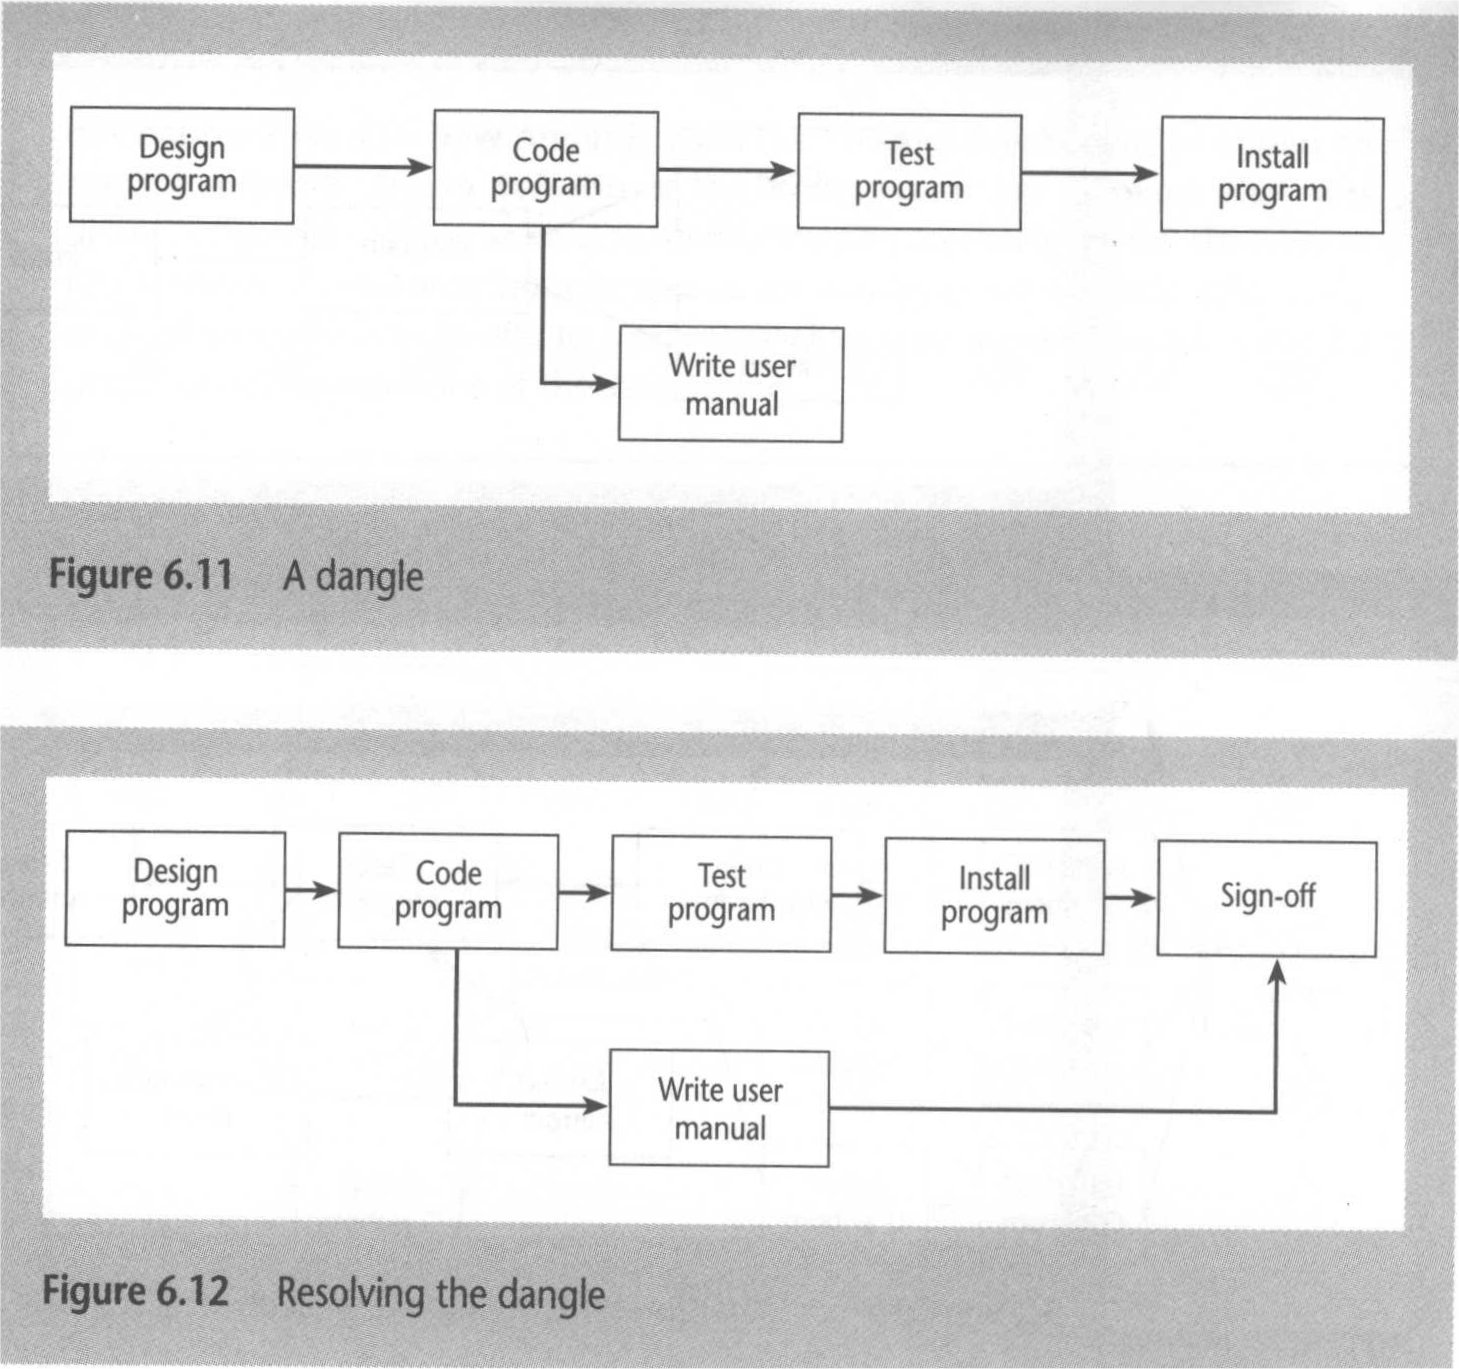 Design
program
Code
program
Test
program
Install
program
Write user
manual
Figure 6.11 A dangle
Design
program
Code
program
Test
program
Install
program
Sign-off
Write user
manual
Figure 6.12 Resolving the dangle